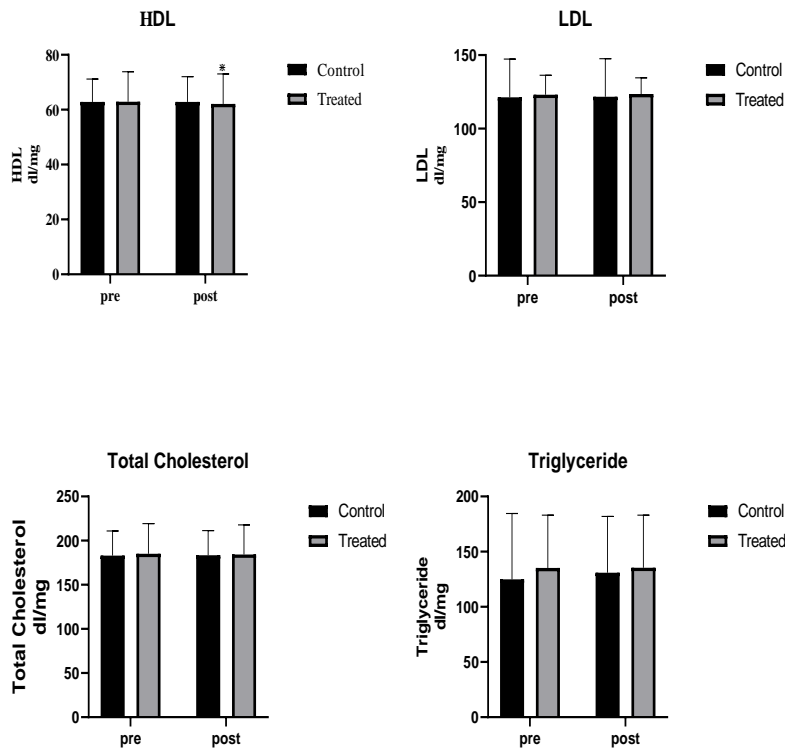 HDL
80
60
40
20
0
HDL
dl/mg
*
pre
post
Control
Treated
LDL
150
100
50
0
LDL
dl/mg
pre
post
Control
Treated
Total Cholesterol
250
200
150
100
50
0
Total Cholesterol
dl/mg
pre
post
Control
Treated
Triglyceride
200
150
100
50
0
Triglyceride
dl/mg
pre
post
Control
Treated